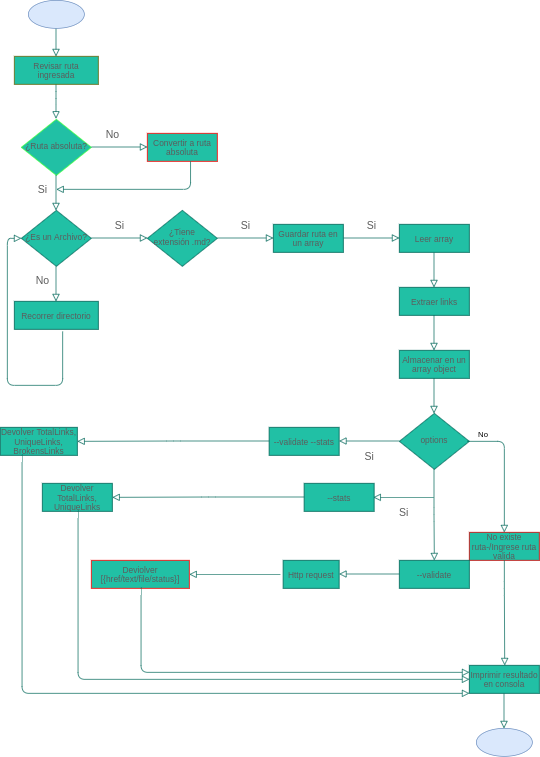 Revisar ruta
ingresada
¿Ruta absoluta?
No
Convertir a ruta
absoluta
Si
¿Es un Archivo?
Si
¿Tiene
extensión .md?
Si
Guardar ruta en
un array
Si
Leer array
No
Recorrer directorio
Extraer links
Almacenar en un
array object
options
No
Si
--validate --stats
Devolver TotalLinks,
UniqueLinks,
BrokensLinks
Si
--stats
Devolver
TotalLinks,
UniqueLinks
No existe
ruta-/Ingrese ruta
valida
--validate
Http request
Devlolver
[{href/text/file/status}]
Imprimir resultado
en consola